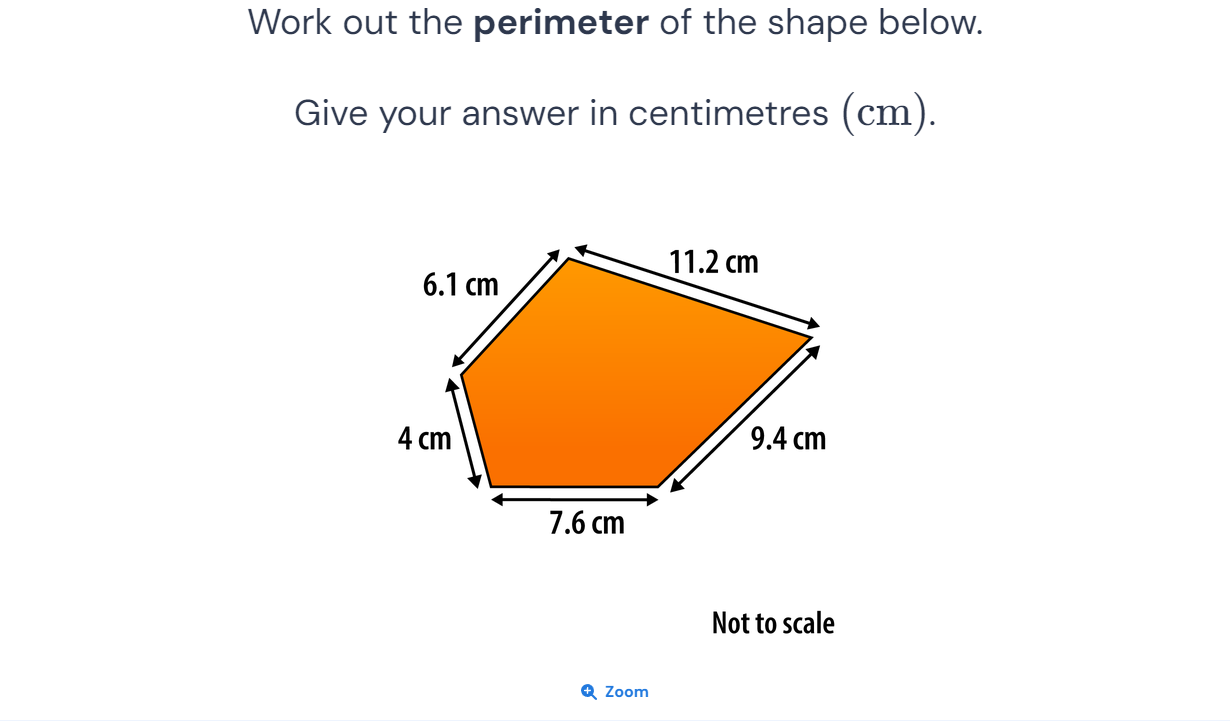 Work out the perimeter of the shape below.
Give your answer in centimetres (cm).
11.2 cm
6.1 cm
4 cm
9.4 cm
7.6 cm
Not to scale
Zoom